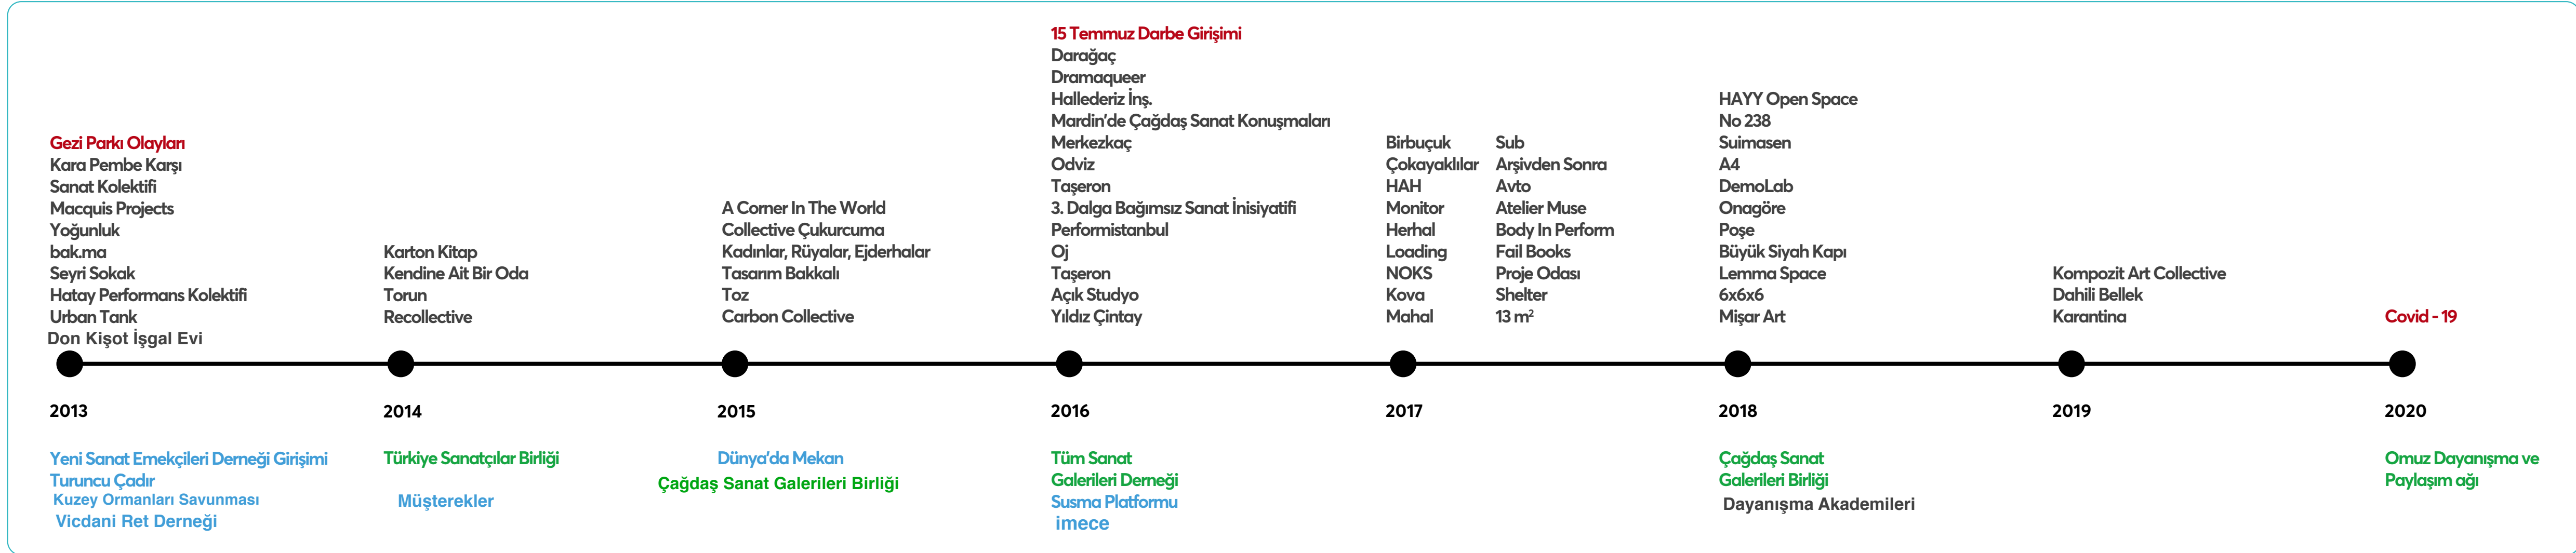 Gezi Parkı Olayları
Kara Pembe Karşı
Sanat Kolektifi
Macquis Projects
Yoğunluk
bak.ma
Seyri Sokak
Hatay Performans Kolektifi
Urban Tank
Don Kişot İşgal Evi
2013
Yeni Sanat Emekçileri Derneği Girişimi
Turuncu Çadır
Kuzey Ormanları Savunması
Vicdani Ret Derneği
Karton Kitap
Kendine Ait Bir Oda
Torun
Recollective
2014
Türkiye Sanatçılar Birliği
Müşterekler
A Corner In The World
Collective Çukurcuma
Kadınlar, Rüyalar, Ejderhalar
Tasarım Bakkalı
Toz
Carbon Collective
2015
Dünya'da Mekan
Çağdaş Sanat Galerileri Birliği
15 Temmuz Darbe Girişimi
Darağaç
Dramaqueer
Hallederiz İnş.
Mardin'de Çağdaş Sanat Konuşmaları
Merkezkaç
Odviz
Taşeron
3. Dalga Bağımsız Sanat İnisiyatifi
Performistanbul
Oj
Taşeron
Açık Studyo
Yıldız Çintay
2016
Tüm Sanat
Galerileri Derneği
Susma Platformu
imece
Birbuçuk
Çokayaklılar
HAH
Monitor
Herhal
Loading
NOKS
Kova
Mahal
Sub
Arşivden Sonra
Avto
Atelier Muse
Body In Perform
Fail Books
Proje Odası
Shelter
13 m²
2017
HAYY Open Space
No 238
Suimasen
A4
DemoLab
Onagöre
Poşe
Büyük Siyah Kapı
Lemma Space
6x6x6
Mişar Art
2018
Çağdaş Sanat
Galerileri Birliği
Dayanışma Akademileri
Kompozit Art Collective
Dahili Bellek
Karantina
2019
Covid - 19
2020
Omuz Dayanışma ve
Paylaşım ağı